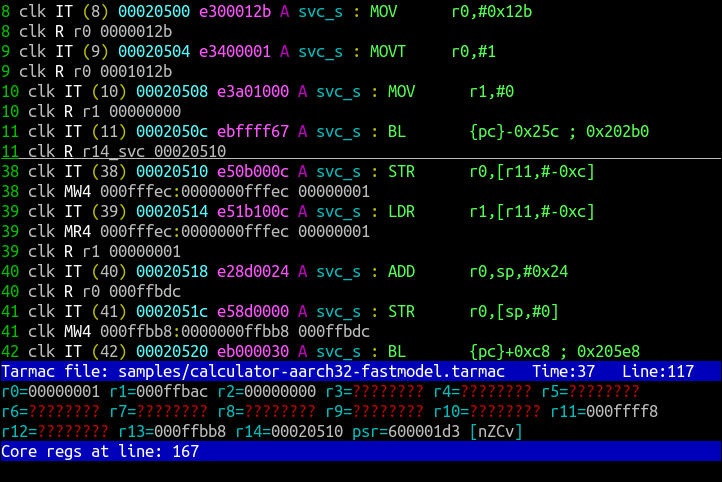 8 clk IT (8) 00020500 e300012b A svc_s : MOV r0,#0x12b
8 clk R r0 0000012b
9 clk IT (9) 00020504 e3400001 A svc_s : MOVT r0,#1
9 clk R r0 0001012b
10 clk IT (10) 00020508 e3a01000 A svc_s : MOV r1,#0
10 clk R r1 00000000
11 clk IT (11) 0002050c ebffff67 A svc_s : BL {pc}-0x25c ; 0x202b0
11 clk R r14_svc 00020510
38 clk IT (38) 00020510 e50b000c A svc_s : STR r0,[r11,#-0xc]
38 clk MW4 000fffec:0000000fffec 00000001
39 clk IT (39) 00020514 e51b100c A svc_s : LDR r1,[r11,#-0xc]
39 clk MR4 000fffec:0000000fffec 00000001
39 clk R r1 00000001
40 clk IT (40) 00020518 e28d0024 A svc_s : ADD r0,sp,#0x24
40 clk R r0 000ffbdc
41 clk IT (41) 0002051c e58d0000 A svc_s : STR r0,[sp,#0]
41 clk MW4 000ffbb8:0000000ffbb8 000ffbdc
42 clk IT (42) 00020520 eb000030 A svc_s : BL {pc}+0xc8 ; 0x205e8
Tarmac file: samples/calculator-aarch32-fastmodel.tarmac Time:37 Line:117
r0=00000001 r1=000ffbac r2=00000000 r3=???????? r4=???????? r5=????????
r6=???????? r7=???????? r8=???????? r9=???????? r10=???????? r11=000ffff8
r12=???????? r13=000ffbb8 r14=00020510 psr=600001d3 [nZCv]
Core regs at line: 167